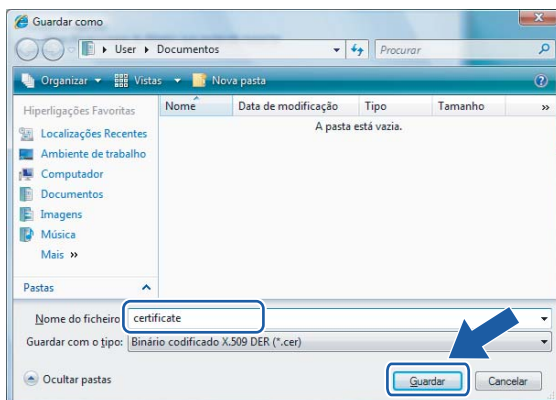 Guardar como
User Documentos Procurar
Organizar Vistas Nova pasta
Hiperligações Favoritas
Localizações Recentes
Ambiente de trabalho
Computador
Documentos
Imagens
Música
Mais »
Pastas
Nome Data de modificação Tipo Tamanho »
A pasta está vazia.
Nome do ficheiro: certificate
Guardar com o tipo: Binário codificado X.509 DER (*.cer)
Ocultar pastas Guardar Cancelar